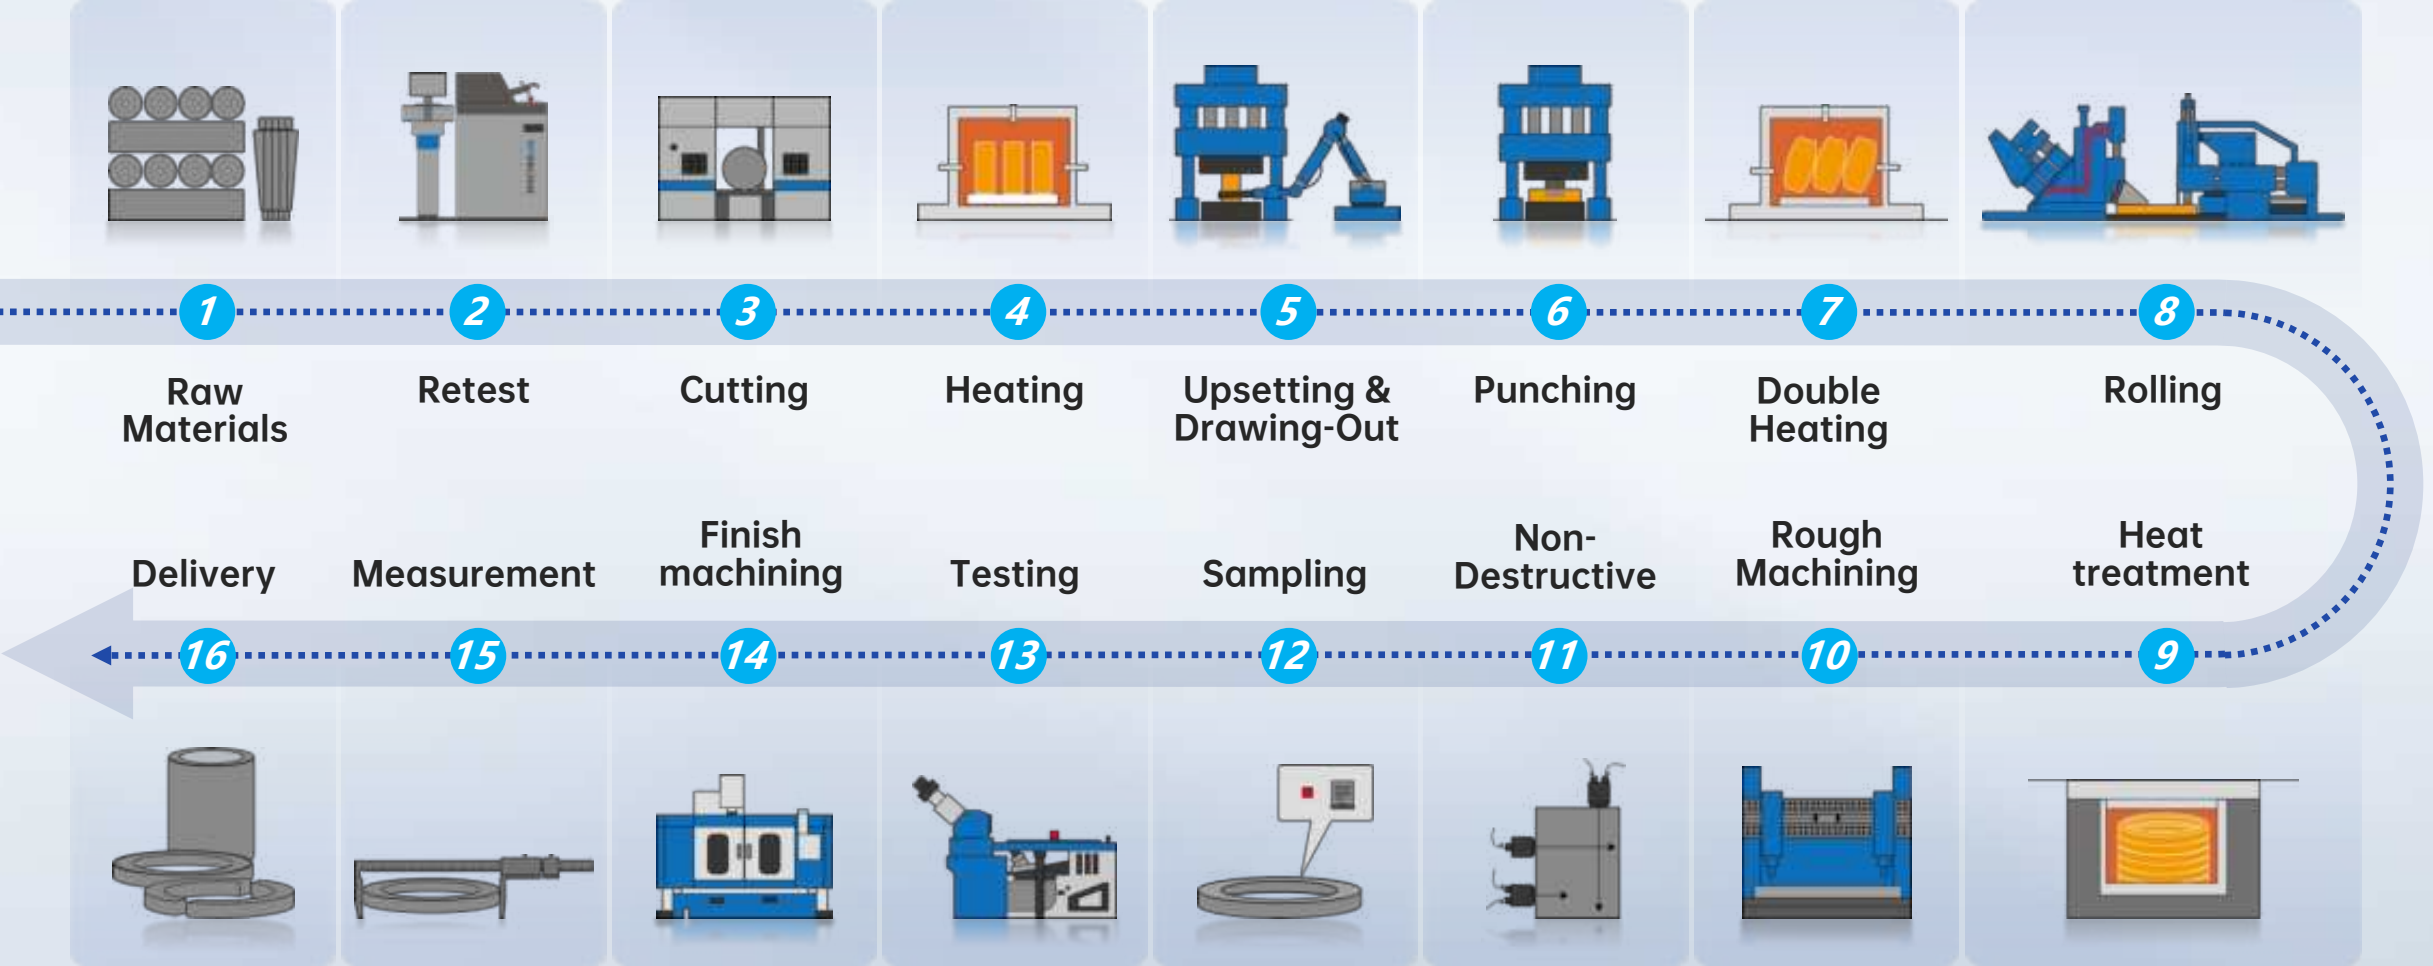 1
2
3
4
5
6
7
8
Raw
Materials
Retest
Cutting
Heating
Upsetting &
Drawing-Out
Punching
Double
Heating
Rolling
Delivery
Measurement
Finish
machining
Testing
Sampling
Non-
Destructive
Rough
Machining
Heat
treatment
16
15
14
13
12
11
10
9